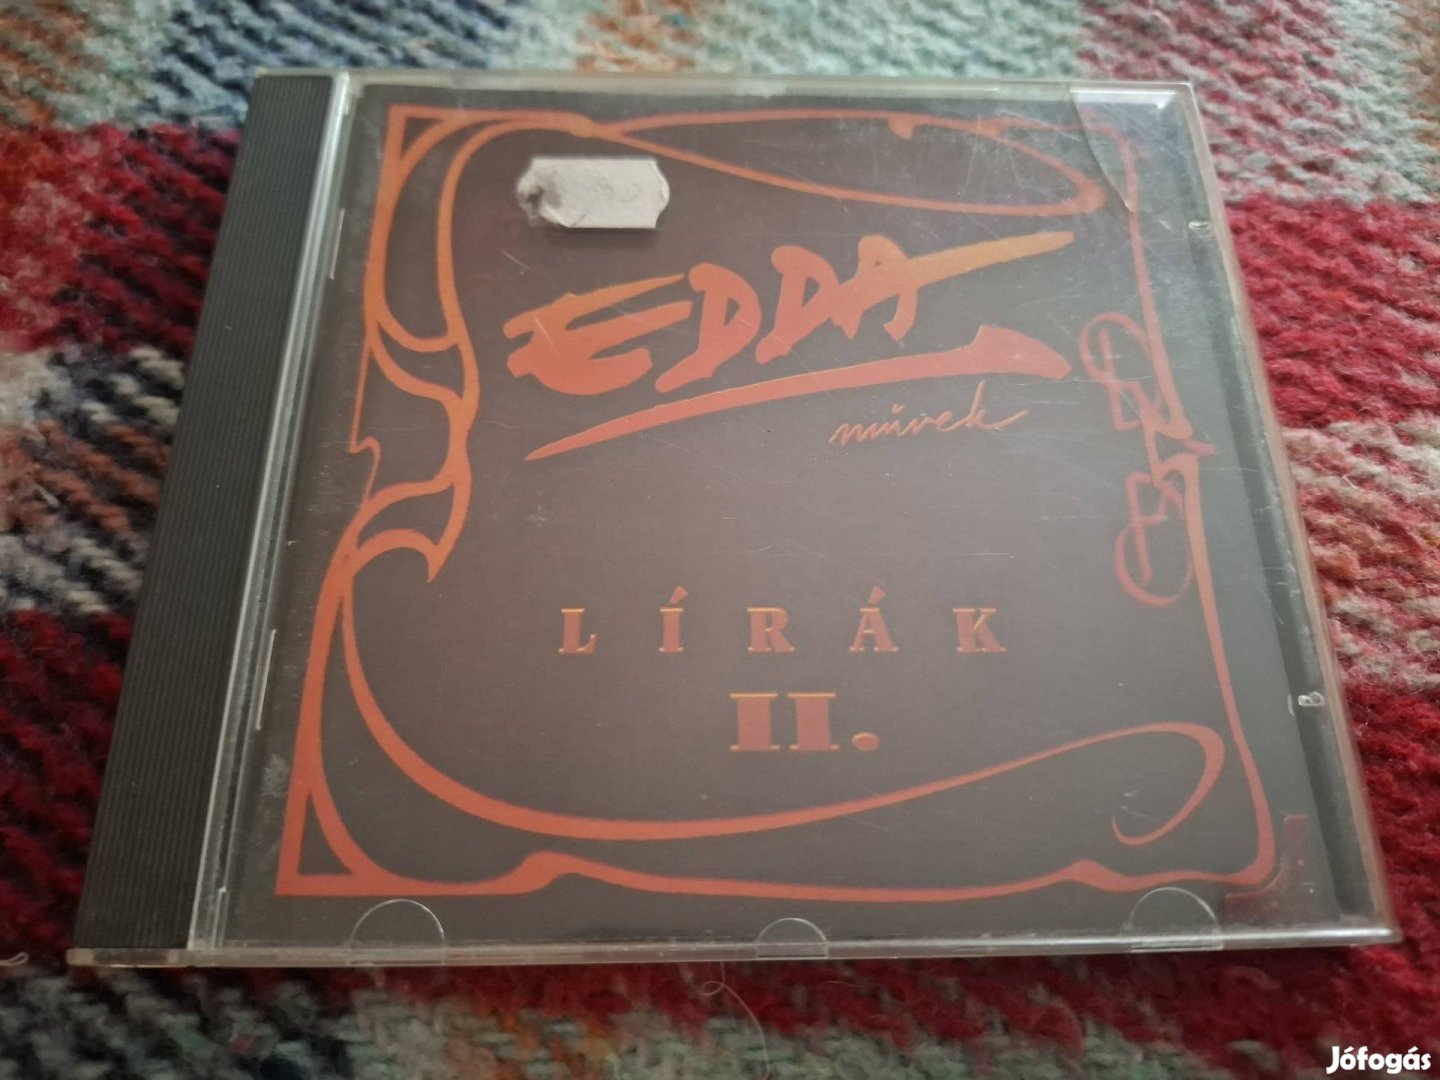 EDDA
művek
LÍRÁK
II.
Jófogás